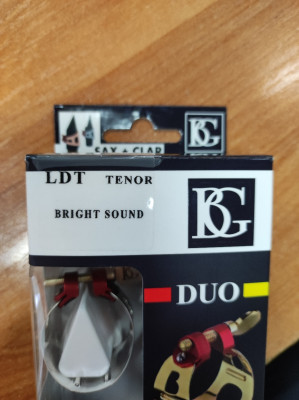 SAX + CLAR
BG
LDT TENOR
BG
BRIGHT SOUND
DUO